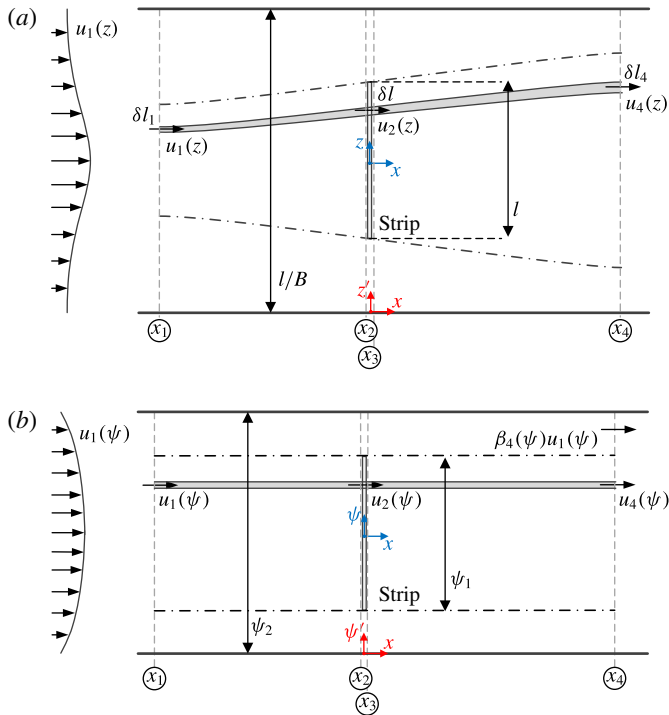 (a)
u₁(z)
δl₁
u₁(z)
δl
u₂(z)
δl₄
u₄(z)
z
x
l
Strip
l/B
z′
x
x₁
x₂
x₃
x₄
(b)
u₁(ψ)
β₄(ψ)u₁(ψ)
u₁(ψ)
u₂(ψ)
u₄(ψ)
ψ
x
ψ₁
Strip
ψ₂
ψ′
x
x₁
x₂
x₃
x₄